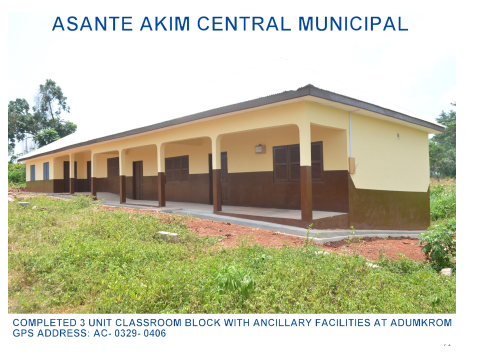 ASANTE AKIM CENTRAL MUNICIPAL
COMPLETED 3 UNIT CLASSROOM BLOCK WITH ANCILLARY FACILITIES AT ADUMKROM
GPS ADDRESS: AC- 0329- 0406